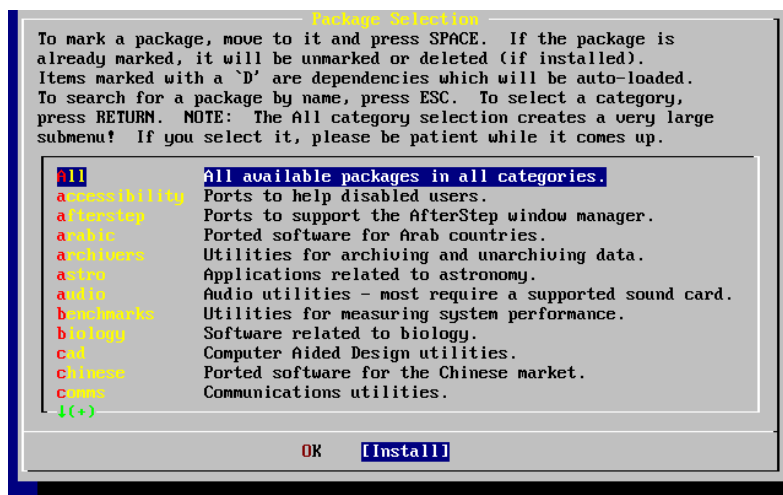 Package Selection
To mark a package, move to it and press SPACE. If the package is
already marked, it will be unmarked or deleted (if installed).
Items marked with a `D' are dependencies which will be auto-loaded.
To search for a package by name, press ESC. To select a category,
press RETURN. NOTE: The All category selection creates a very large
submenu! If you select it, please be patient while it comes up.
All All available packages in all categories.
accessibility Ports to help disabled users.
afterstep Ports to support the AfterStep window manager.
arabic Ported software for Arab countries.
archivers Utilities for archiving and unarchiving data.
astro Applications related to astronomy.
audio Audio utilities - most require a supported sound card.
benchmarks Utilities for measuring system performance.
biology Software related to biology.
cad Computer Aided Design utilities.
chinese Ported software for the Chinese market.
comms Communications utilities.
↓(+)
OK [Install]